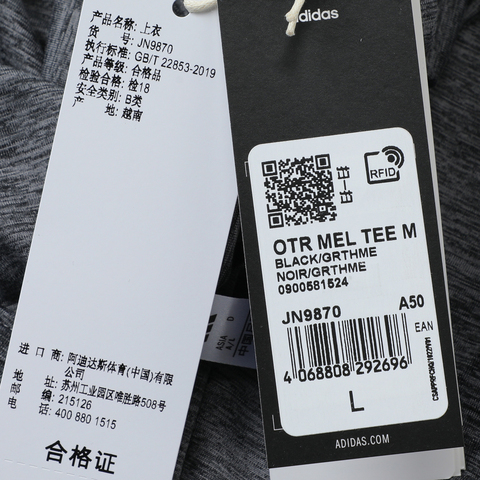 产品名称: 上衣
货 号: JN9870
执行标准: GB/T 22853-2019
产品等级: 合格品
检验合格: 检18
安全类别: B类
产 地: 越南
进 口 商: 阿迪达斯体育(中国)有限
公司
地 址: 苏州工业园区唯胜路508号
邮 编: 215126
电 话: 400 880 1515
合格证
adidas
RFID
OTR MEL TEE M
BLACK/GRTHME
NOIR/GRTHME
0900581524
JN9870 A50
EAN
4 068808 292696
L
ADIDAS.COM
ASIA D
A/L
中国